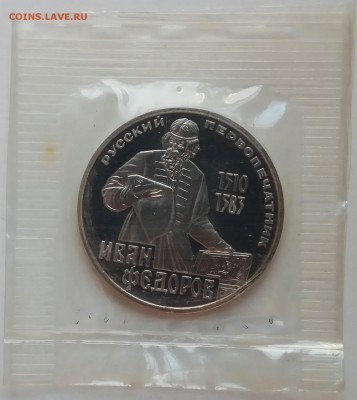 COINS.LAVE.RU
РУССКИЙ ПЕРВОПЕЧАТНИК
1510
1583
ИВАН
ФЕДОРОВ